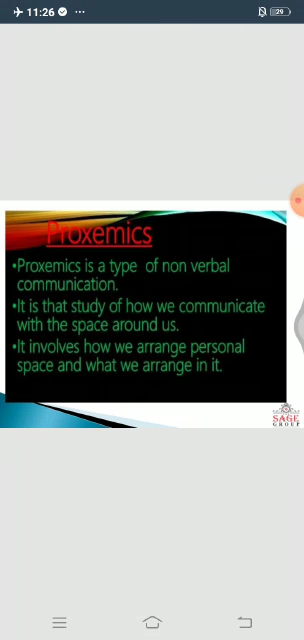 11:26
29
Proxemics
•Proxemics is a type of non verbal
communication.
•It is that study of how we communicate
with the space around us.
•It involves how we arrange personal
space and what we arrange in it.
SAGE
GROUP